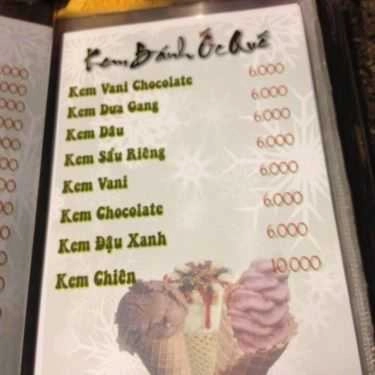 Kem Bánh Ốc Quế
Kem Vani Chocolate 6.000
Kem Dưa Gang 6.000
Kem Dâu 6.000
Kem Sầu Riêng 6.000
Kem Vani 6.000
Kem Chocolate 6.000
Kem Đậu Xanh 6.000
Kem Chiên 10.000